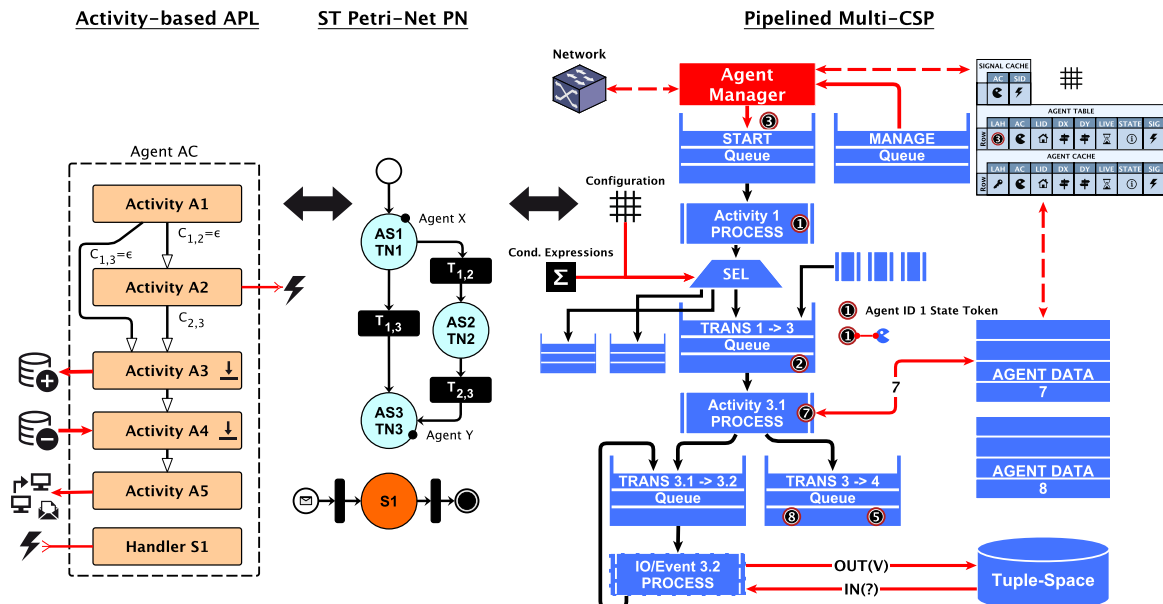 Activity-based APL
ST Petri-Net PN
Pipelined Multi-CSP
Agent AC
Activity A1
C1,2=ϵ
C1,3=ϵ
Activity A2
C2,3
Activity A3
Activity A4
Activity A5
Handler S1
Agent X
AS1
TN1
T1,2
T1,3
AS2
TN2
T2,3
AS3
TN3
Agent Y
S1
Network
Agent
Manager
3
START
Queue
MANAGE
Queue
Configuration
Activity 1
PROCESS
1
Cond. Expressions
Σ
SEL
TRANS 1 -> 3
Queue
2
1 Agent ID 1 State Token
1
Activity 3.1
PROCESS
7
7
TRANS 3.1 -> 3.2
Queue
TRANS 3 -> 4
Queue
8
5
IO/Event 3.2
PROCESS
OUT(V)
IN(?)
Tuple-Space
SIGNAL CACHE
AC SID
AGENT TABLE
LAH AC LID DX DY LIVE STATE SIG
Row
3
AGENT CACHE
LAH AC LID DX DY LIVE STATE SIG
Row
AGENT DATA
7
AGENT DATA
8